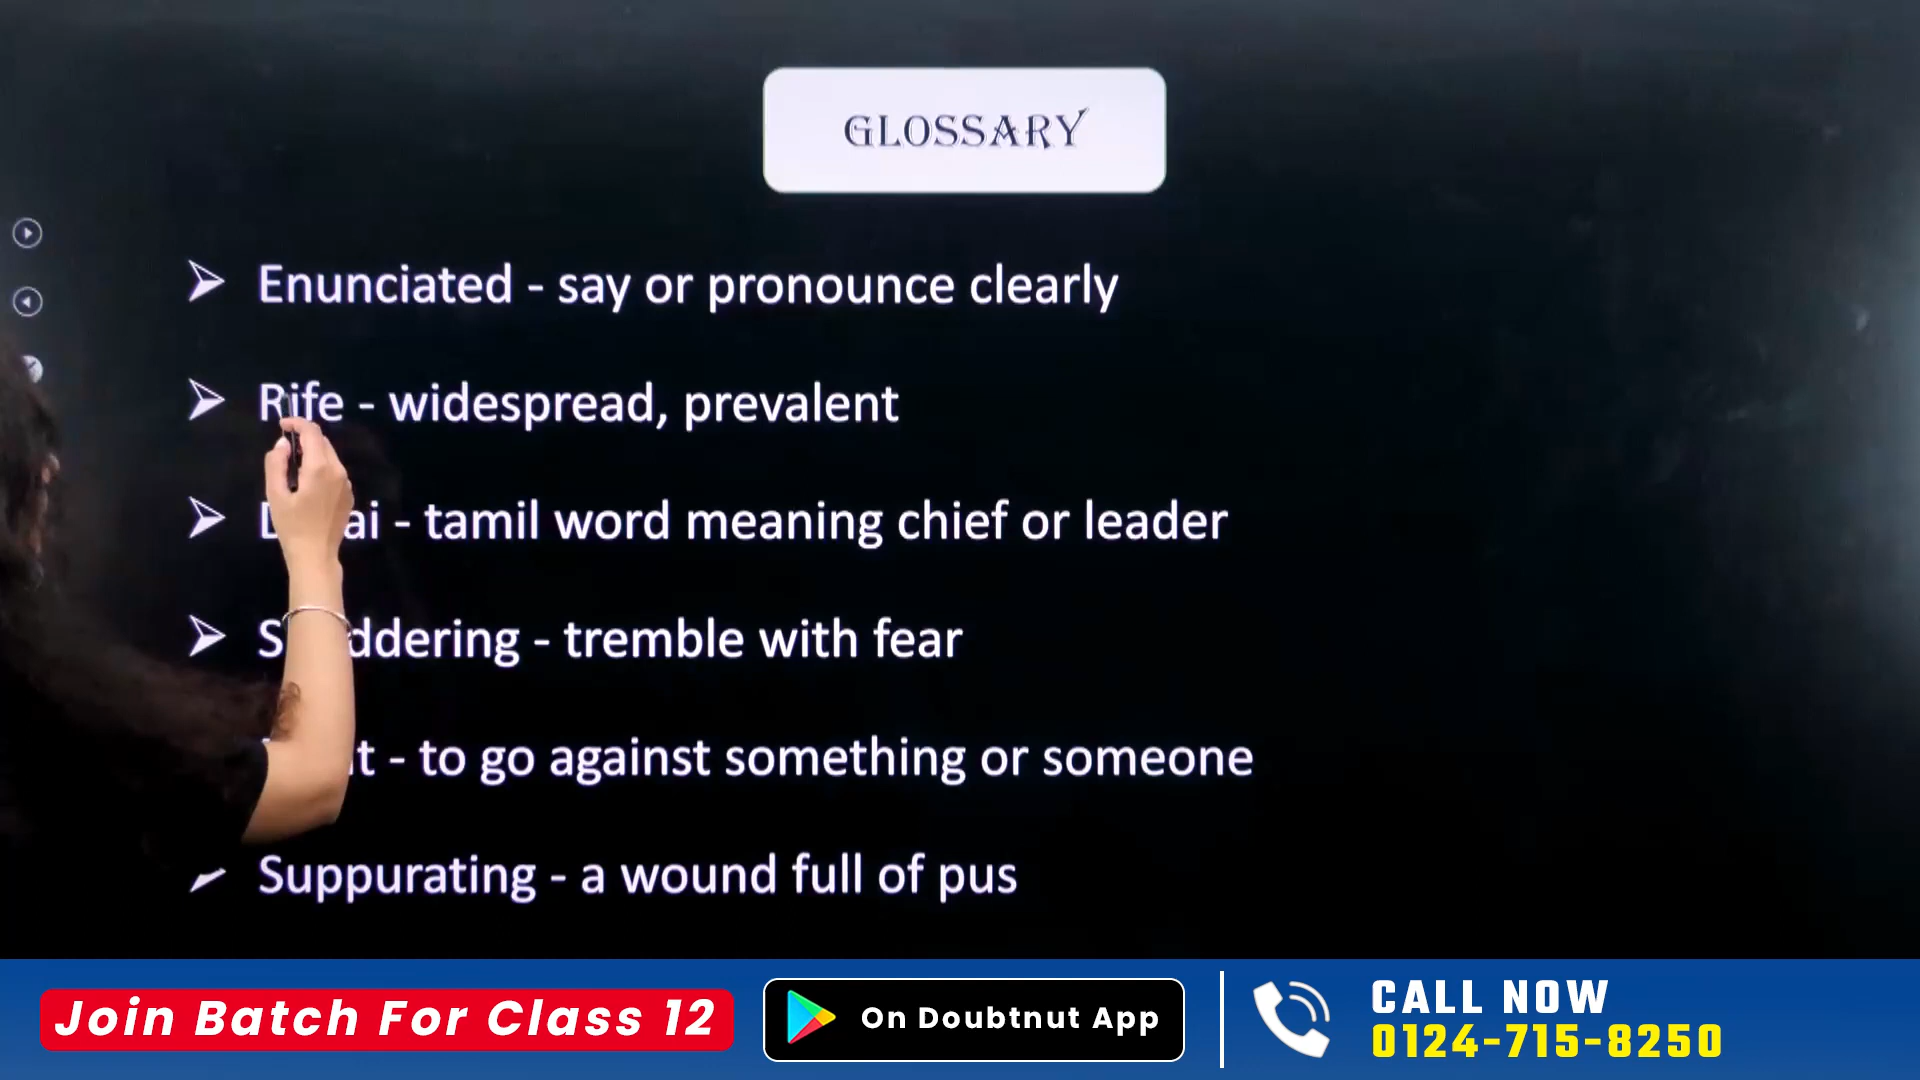 GLOSSARY
Enunciated - say or pronounce clearly
Rife - widespread, prevalent
- tamil word meaning chief or leader
- tremble with fear
- to go against something or someone
Suppurating - a wound full of pus
Join Batch For Class 12
On Doubtnut App
CALL NOW
0124-715-8250